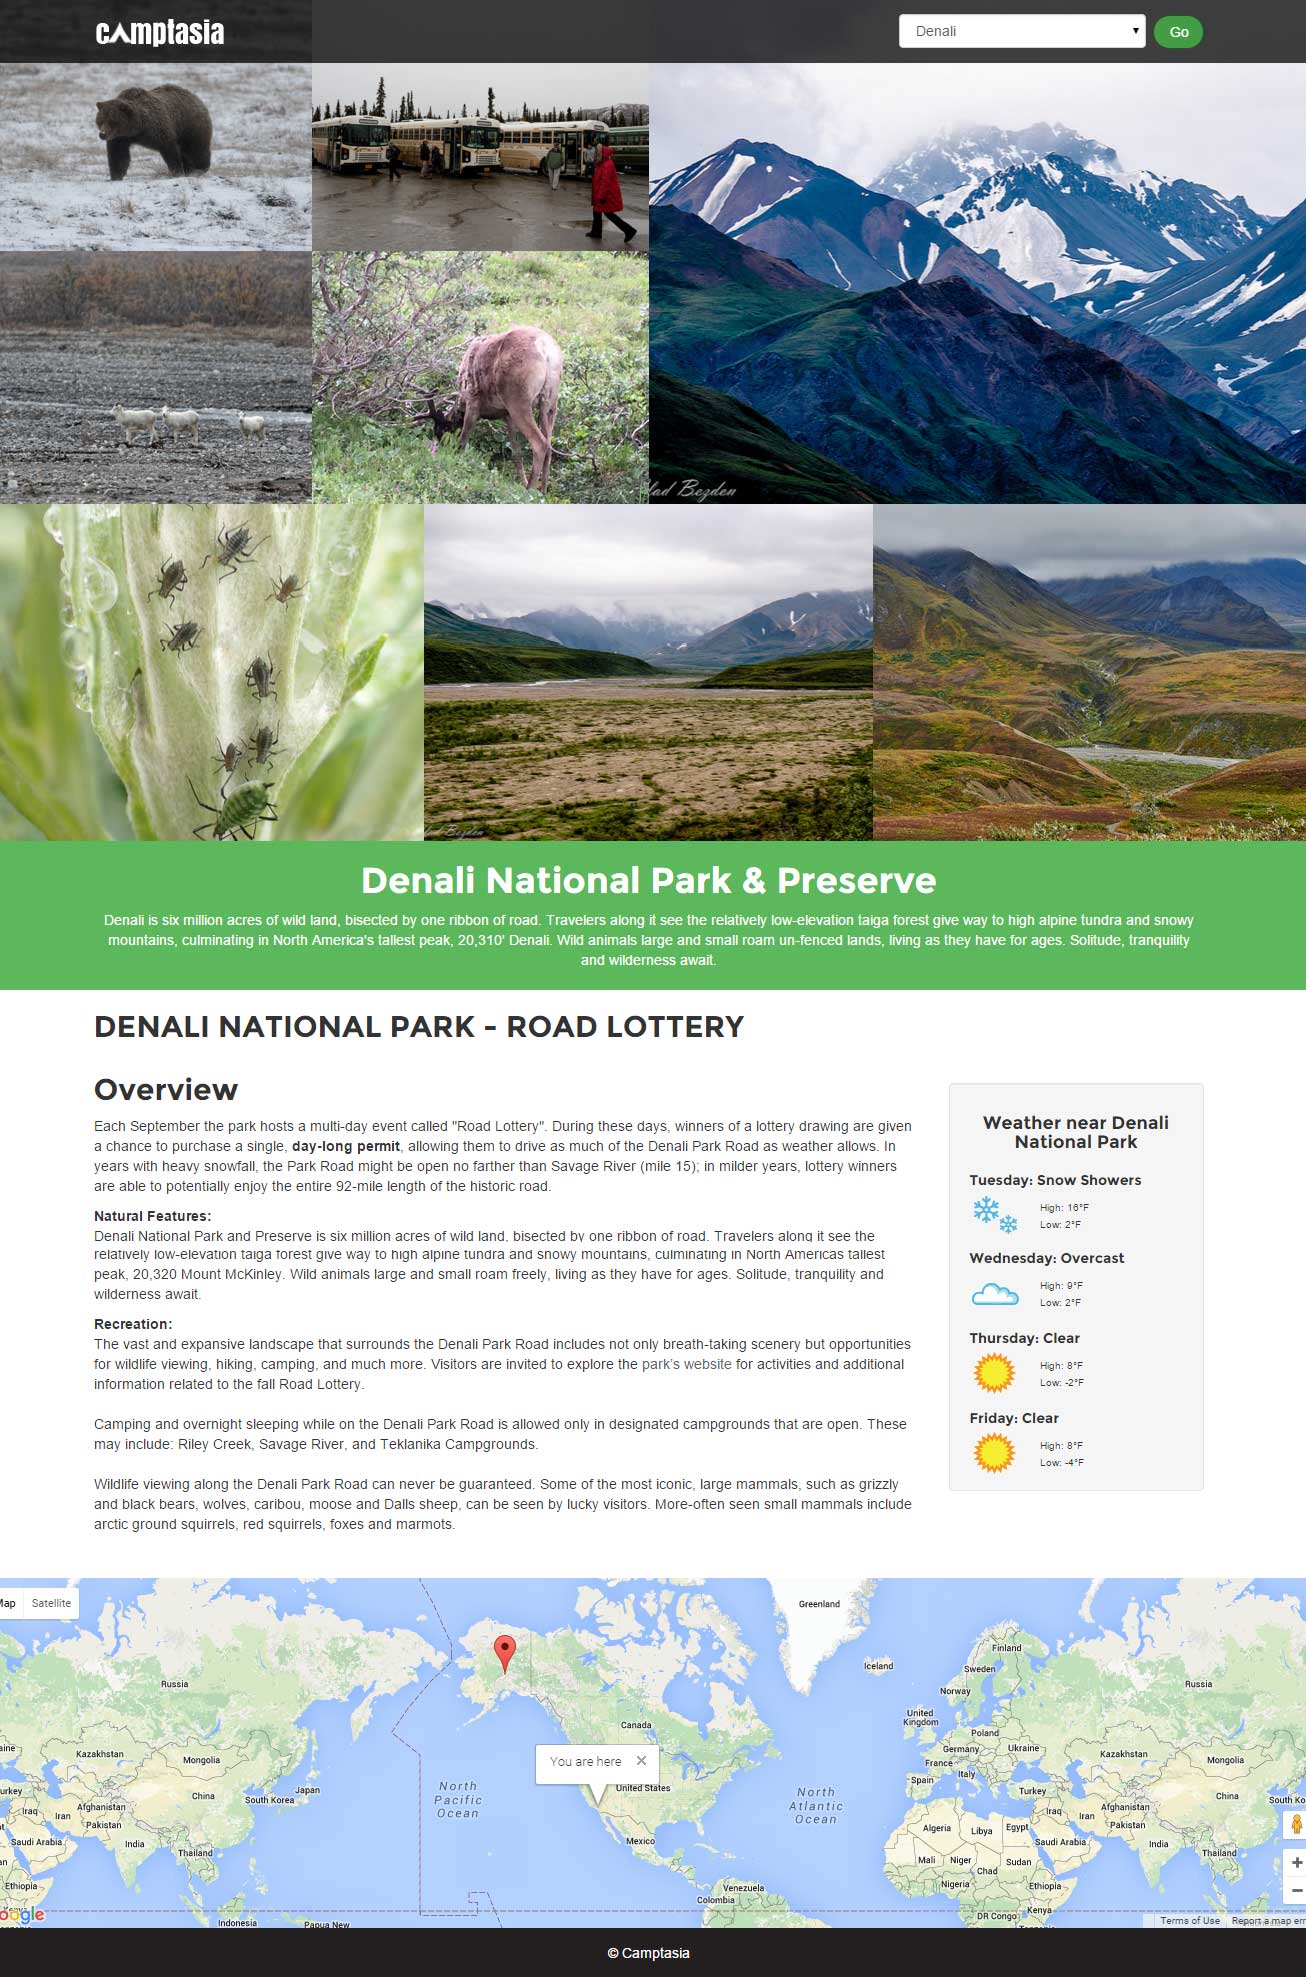 camptasia
Denali
Go
Bezden
Bezden
Denali National Park & Preserve
Denali is six million acres of wild land, bisected by one ribbon of road. Travelers along it see the relatively low-elevation taiga forest give way to high alpine tundra and snowy
mountains, culminating in North America's tallest peak, 20,310' Denali. Wild animals large and small roam un-fenced lands, living as they have for ages. Solitude, tranquility
and wilderness await.
DENALI NATIONAL PARK - ROAD LOTTERY
Overview
Each September the park hosts a multi-day event called "Road Lottery". During these days, winners of a lottery drawing are given
a chance to purchase a single, day-long permit, allowing them to drive as much of the Denali Park Road as weather allows. In
years with heavy snowfall, the Park Road might be open no farther than Savage River (mile 15); in milder years, lottery winners
are able to potentially enjoy the entire 92-mile length of the historic road.
Natural Features:
Denali National Park and Preserve is six million acres of wild land, bisected by one ribbon of road. Travelers along it see the
relatively low-elevation taiga forest give way to high alpine tundra and snowy mountains, culminating in North Americas tallest
peak, 20,320 Mount McKinley. Wild animals large and small roam freely, living as they have for ages. Solitude, tranquility and
wilderness await.
Recreation:
The vast and expansive landscape that surrounds the Denali Park Road includes not only breath-taking scenery but opportunities
for wildlife viewing, hiking, camping, and much more. Visitors are invited to explore the park's website for activities and additional
information related to the fall Road Lottery.
Camping and overnight sleeping while on the Denali Park Road is allowed only in designated campgrounds that are open. These
may include: Riley Creek, Savage River, and Teklanika Campgrounds.
Wildlife viewing along the Denali Park Road can never be guaranteed. Some of the most iconic, large mammals, such as grizzly
and black bears, wolves, caribou, moose and Dalls sheep, can be seen by lucky visitors. More-often seen small mammals include
arctic ground squirrels, red squirrels, foxes and marmots.
Weather near Denali
National Park
Tuesday: Snow Showers
High: 16°F
Low: 2°F
Wednesday: Overcast
High: 9°F
Low: 2°F
Thursday: Clear
High: 8°F
Low: -2°F
Friday: Clear
High: 8°F
Low: -4°F
Map Satellite
Greenland
Finland
Iceland
Sweden
Russia
Russia
Norway
United
Kingdom
Canada
Poland
Germany
Ukraine
Kazakhstan
Mongolia
You are here
France
Italy
Kazakhstan
Mongolia
Spain
Turkey
Japan
China
South Korea
United States
North
Pacific
Ocean
North
Atlantic
Ocean
China
Afghanistan
Iraq
Iran
Pakistan
Algeria
Libya
Egypt
Iraq
Iran
Afghanistan
Pakistan
Saudi Arabia
India
Thailand
Mexico
Saudi Arabia
India
Thailand
Mali
Niger
Chad
Sudan
Ethiopia
Nigeria
Ethiopia
Venezuela
Colombia
DR Congo
Kenya
Indonesia
Papua New
Indonesia
Terms of Use
Report a map err
© Camptasia